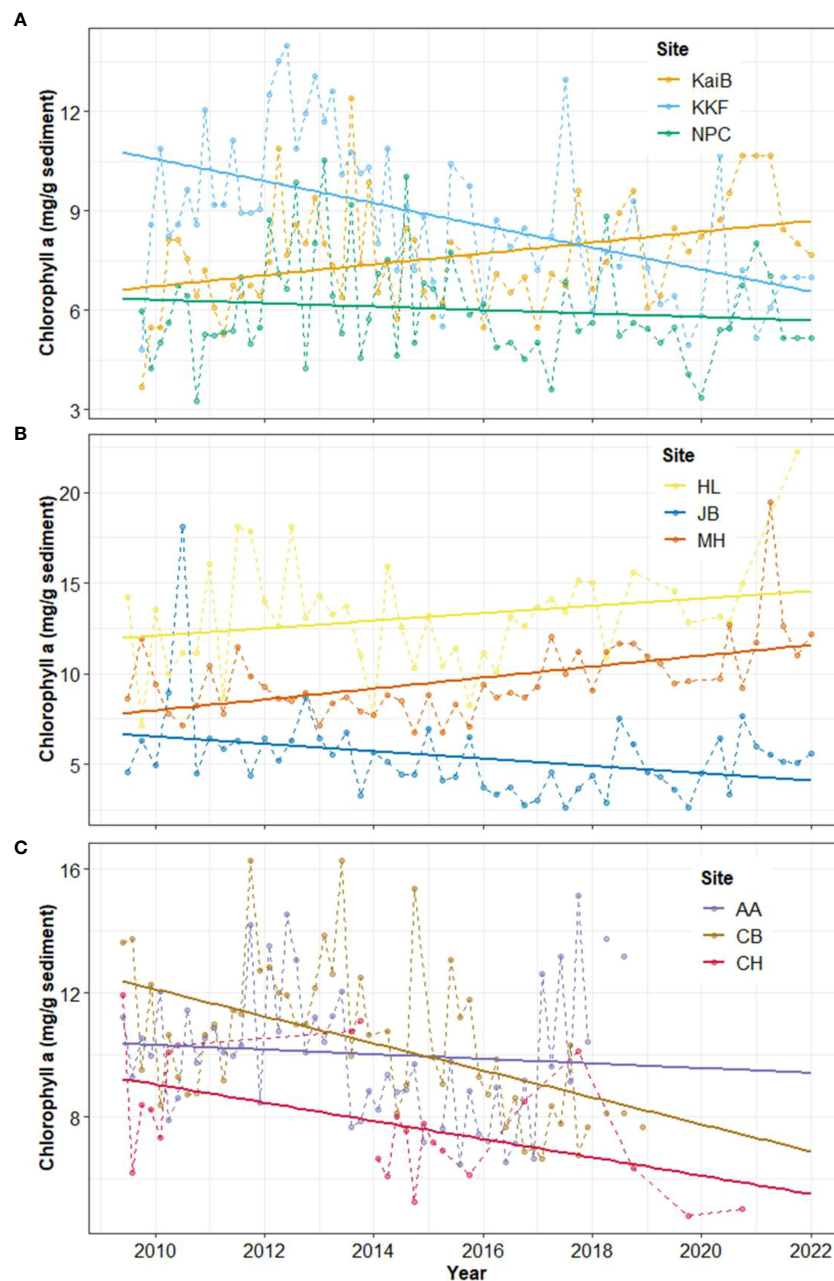 A
Chlorophyll a (mg/g sediment)
12
9
6
3
Site
KaiB
KKF
NPC
B
Chlorophyll a (mg/g sediment)
20
15
10
5
Site
HL
JB
MH
C
Chlorophyll a (mg/g sediment)
16
12
8
Site
AA
CB
CH
2010 2012 2014 2016 2018 2020 2022
Year